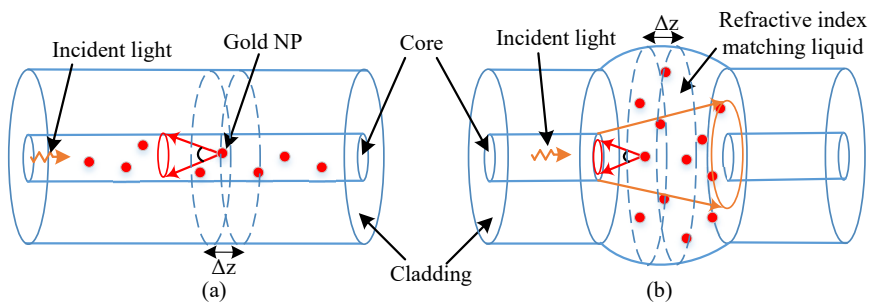 Incident light
Gold NP
Core
Incident light
Δz
Refractive index
matching liquid
Δz
Cladding
(a)
(b)